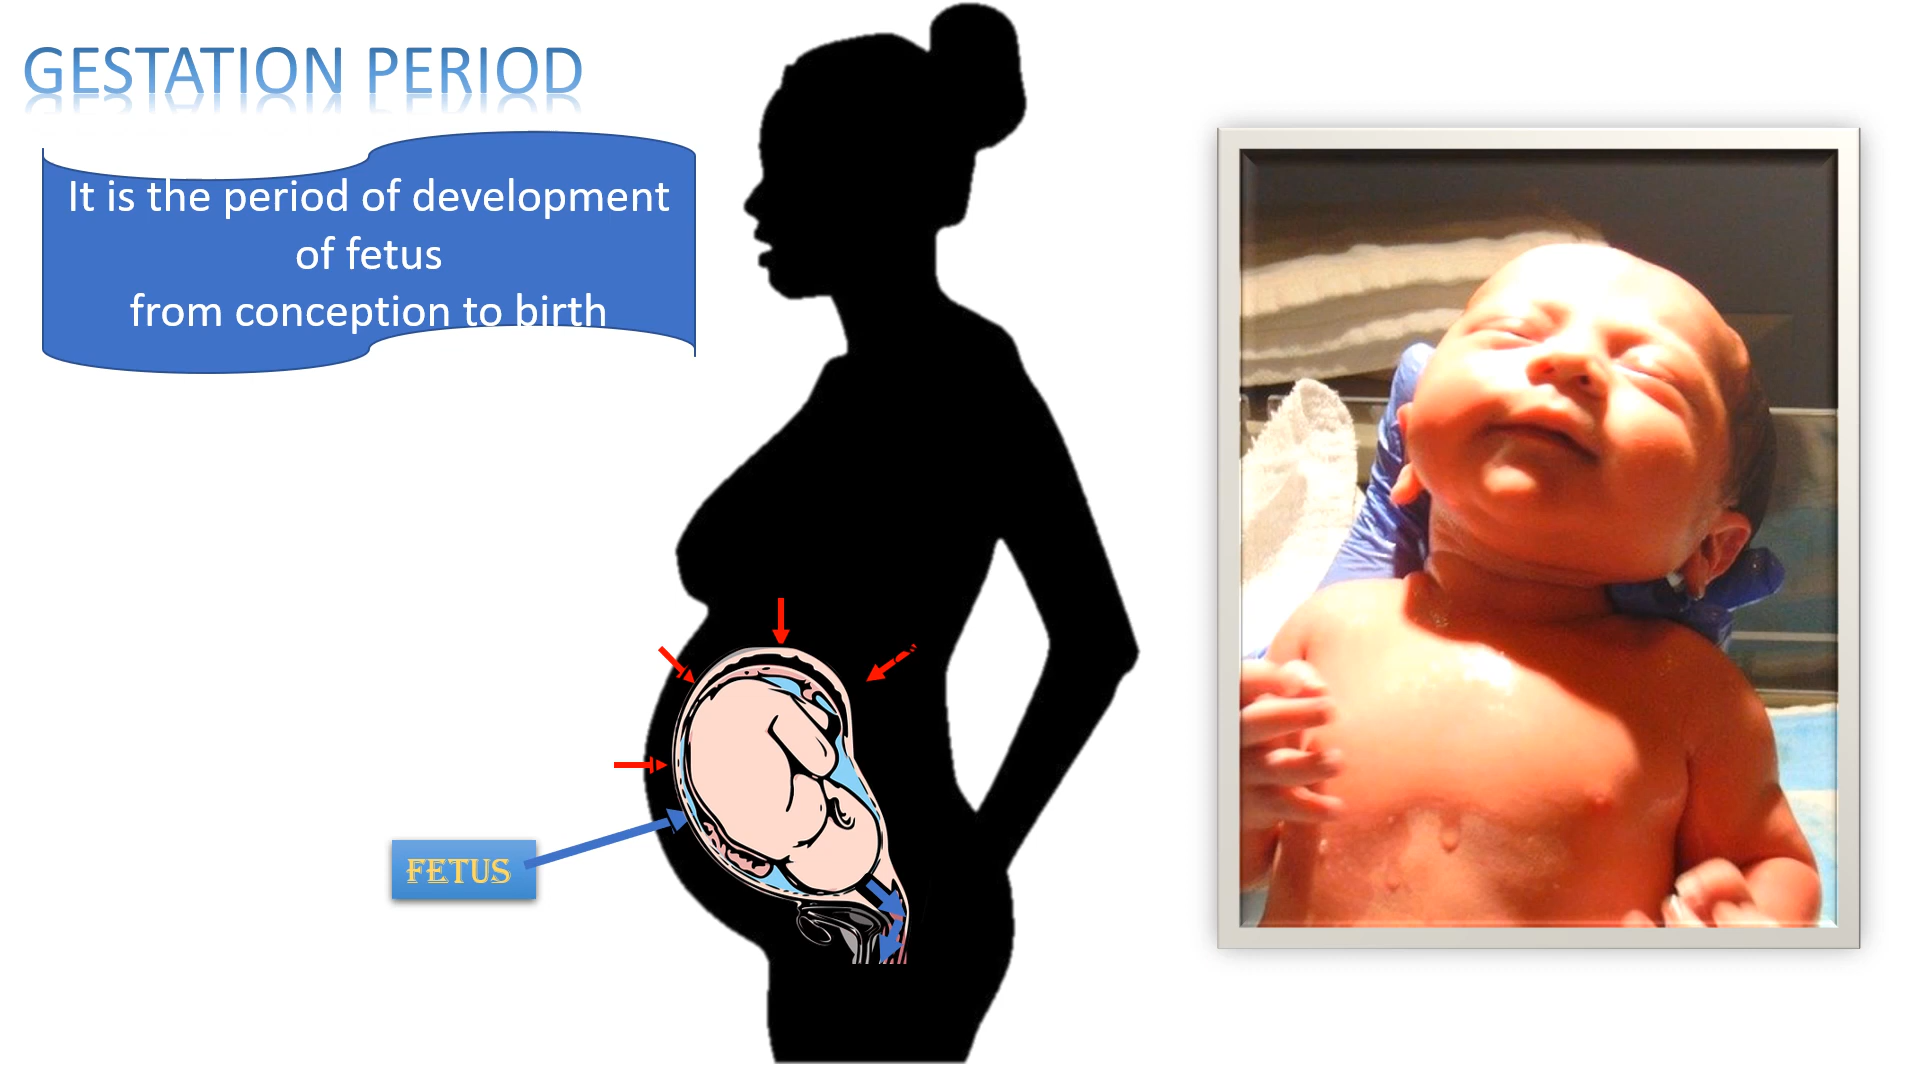 GESTATION PERIOD
It is the period of development
of fetus
from conception to birth
FETUS